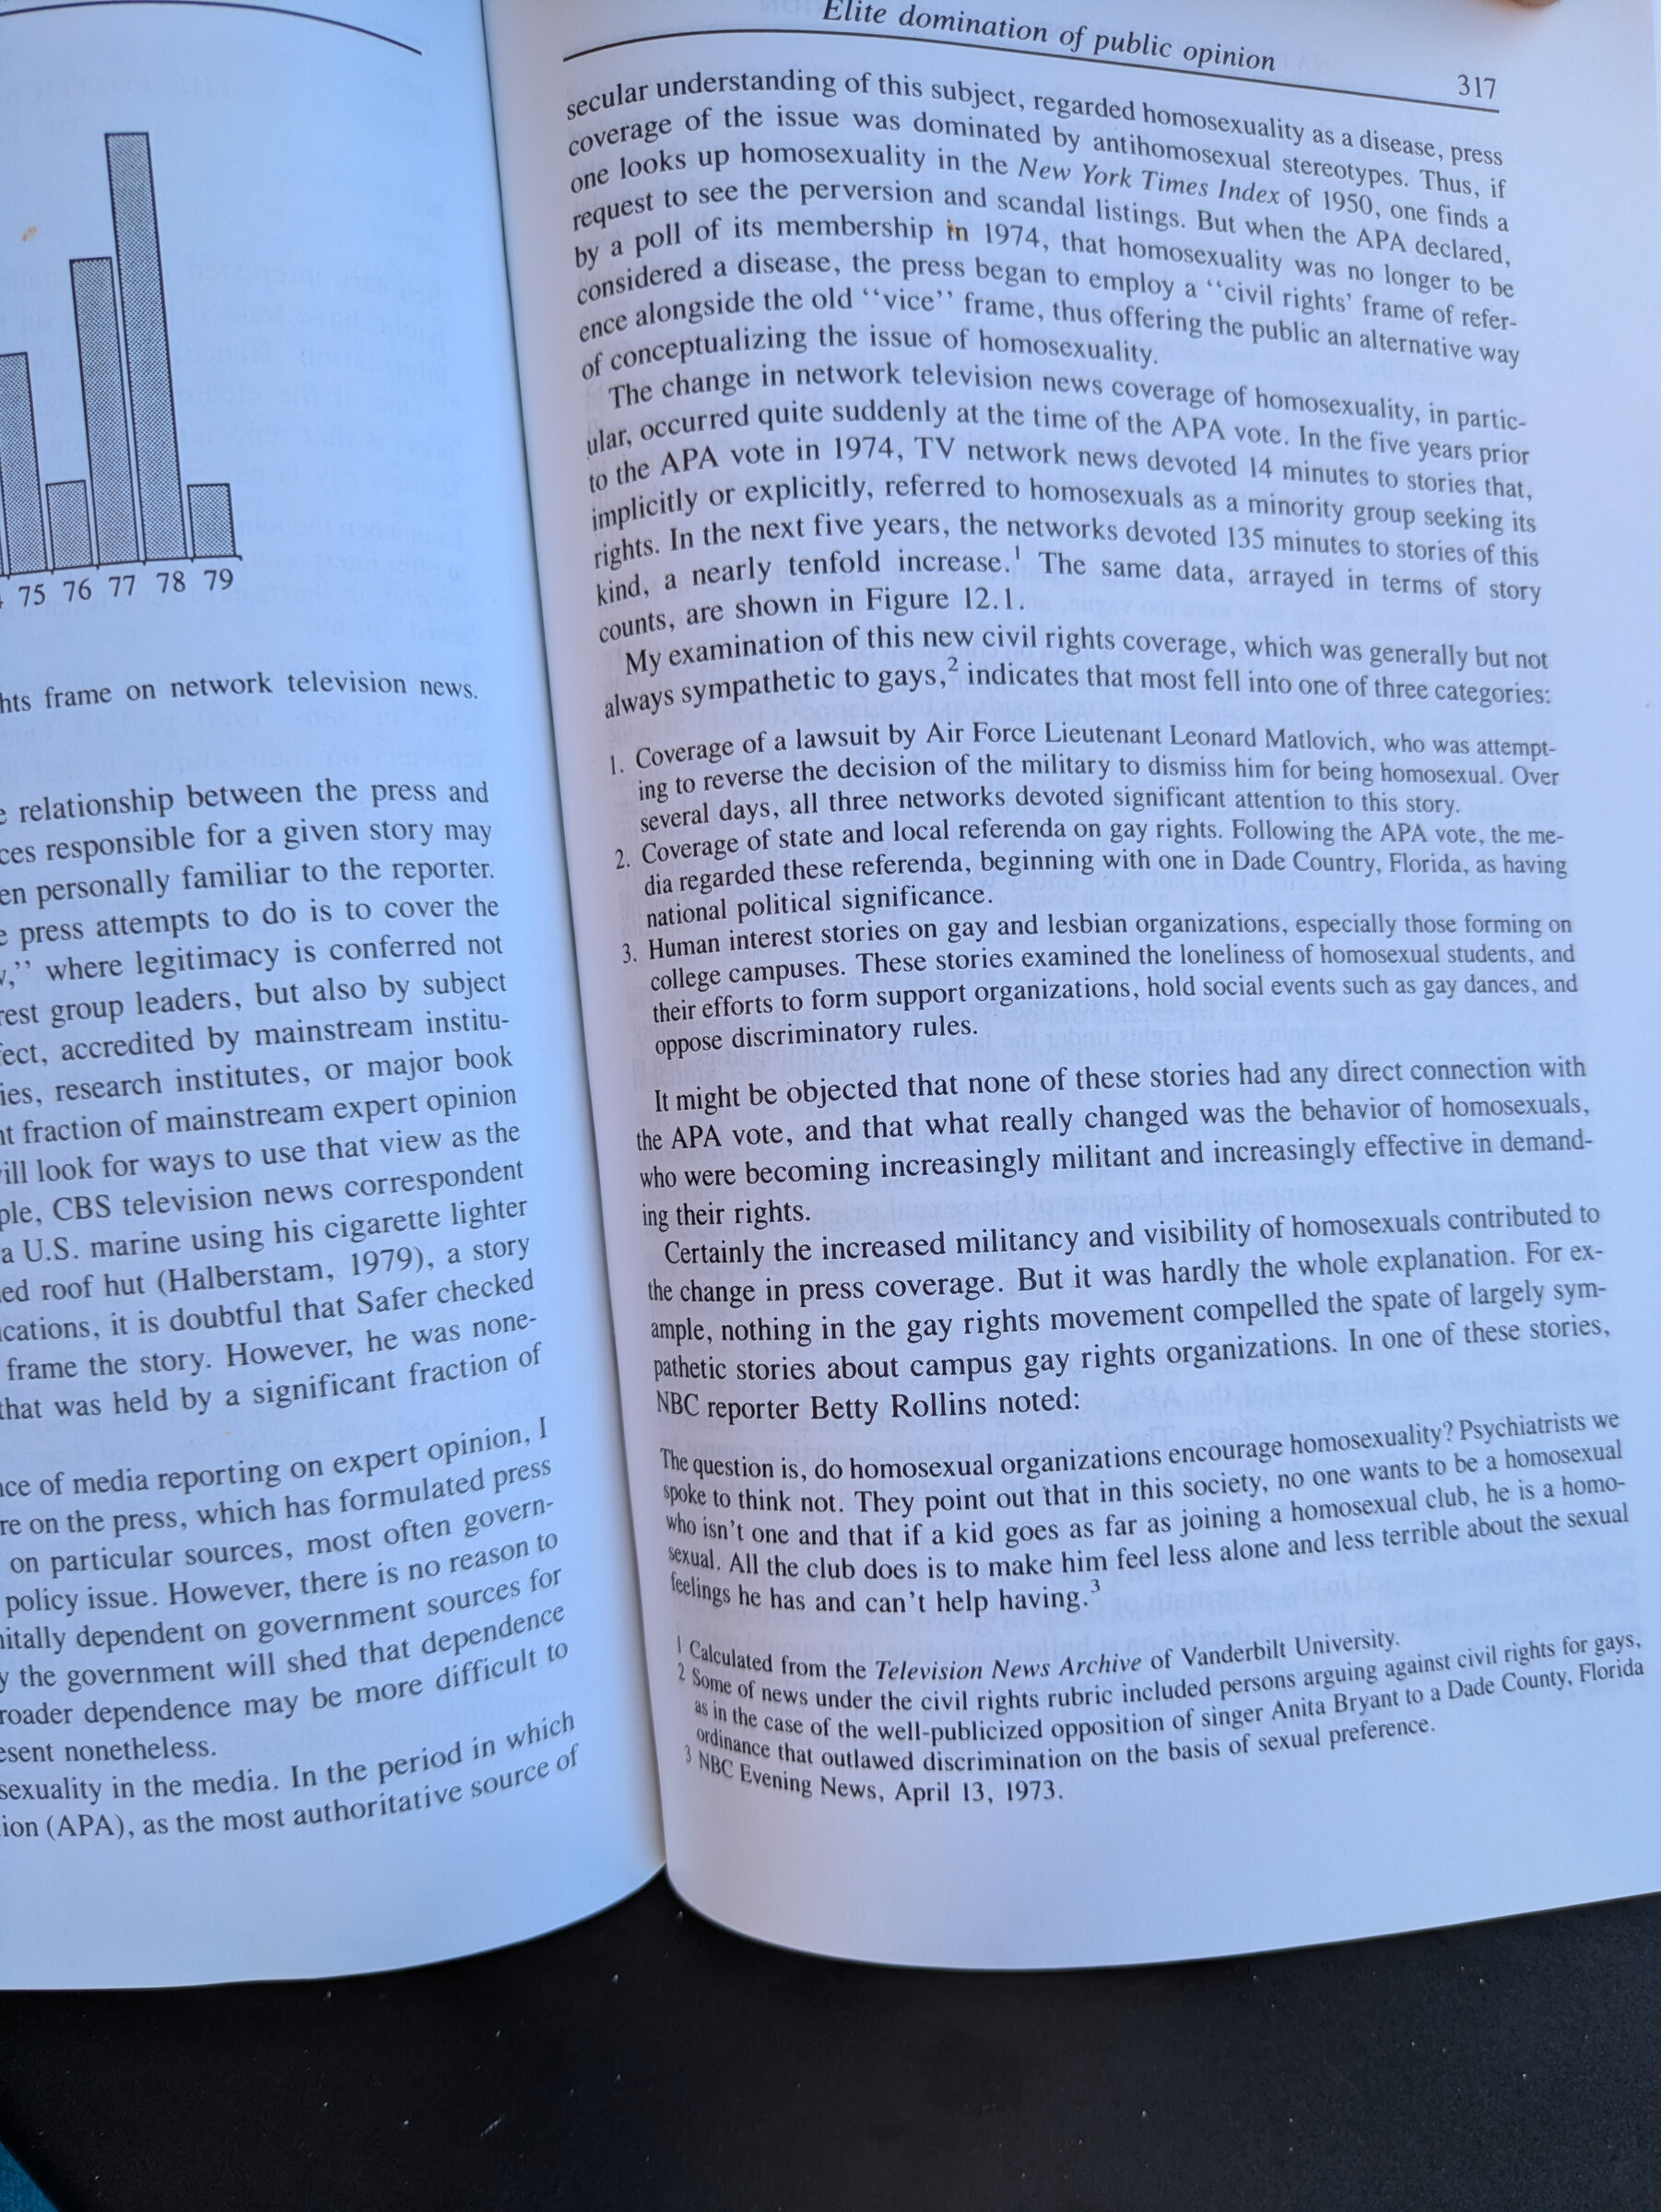 75 76 77 78 79
hts frame on network television news.
relationship between the press and
ces responsible for a given story may
en personally familiar to the reporter.
press attempts to do is to cover the
,’’ where legitimacy is conferred not
rest group leaders, but also by subject
fect, accredited by mainstream institu-
ies, research institutes, or major book
nt fraction of mainstream expert opinion
ill look for ways to use that view as the
ple, CBS television news correspondent
a U.S. marine using his cigarette lighter
ed roof hut (Halberstam, 1979), a story
ications, it is doubtful that Safer checked
frame the story. However, he was none-
that was held by a significant fraction of
nce of media reporting on expert opinion, I
re on the press, which has formulated press
on particular sources, most often govern-
policy issue. However, there is no reason to
nitally dependent on government sources for
y the government will shed that dependence
roader dependence may be more difficult to
esent nonetheless.
sexuality in the media. In the period in which
ion (APA), as the most authoritative source of
Elite domination of public opinion
317
secular understanding of this subject, regarded homosexuality as a disease, press
coverage of the issue was dominated by antihomosexual stereotypes. Thus, if
one looks up homosexuality in the New York Times Index of 1950, one finds a
request to see the perversion and scandal listings. But when the APA declared,
by a poll of its membership in 1974, that homosexuality was no longer to be
considered a disease, the press began to employ a ‘‘civil rights’ frame of refer-
ence alongside the old ‘‘vice’’ frame, thus offering the public an alternative way
of conceptualizing the issue of homosexuality.
The change in network television news coverage of homosexuality, in partic-
ular, occurred quite suddenly at the time of the APA vote. In the five years prior
to the APA vote in 1974, TV network news devoted 14 minutes to stories that,
implicitly or explicitly, referred to homosexuals as a minority group seeking its
rights. In the next five years, the networks devoted 135 minutes to stories of this
kind, a nearly tenfold increase.1 The same data, arrayed in terms of story
counts, are shown in Figure 12.1.
My examination of this new civil rights coverage, which was generally but not
always sympathetic to gays,2 indicates that most fell into one of three categories:
1. Coverage of a lawsuit by Air Force Lieutenant Leonard Matlovich, who was attempt-
ing to reverse the decision of the military to dismiss him for being homosexual. Over
several days, all three networks devoted significant attention to this story.
2. Coverage of state and local referenda on gay rights. Following the APA vote, the me-
dia regarded these referenda, beginning with one in Dade Country, Florida, as having
national political significance.
3. Human interest stories on gay and lesbian organizations, especially those forming on
college campuses. These stories examined the loneliness of homosexual students, and
their efforts to form support organizations, hold social events such as gay dances, and
oppose discriminatory rules.
It might be objected that none of these stories had any direct connection with
the APA vote, and that what really changed was the behavior of homosexuals,
who were becoming increasingly militant and increasingly effective in demand-
ing their rights.
Certainly the increased militancy and visibility of homosexuals contributed to
the change in press coverage. But it was hardly the whole explanation. For ex-
ample, nothing in the gay rights movement compelled the spate of largely sym-
pathetic stories about campus gay rights organizations. In one of these stories,
NBC reporter Betty Rollins noted:
The question is, do homosexual organizations encourage homosexuality? Psychiatrists we
spoke to think not. They point out that in this society, no one wants to be a homosexual
who isn’t one and that if a kid goes as far as joining a homosexual club, he is a homo-
sexual. All the club does is to make him feel less alone and less terrible about the sexual
feelings he has and can’t help having.3
1 Calculated from the Television News Archive of Vanderbilt University.
2 Some of news under the civil rights rubric included persons arguing against civil rights for gays,
as in the case of the well-publicized opposition of singer Anita Bryant to a Dade County, Florida
ordinance that outlawed discrimination on the basis of sexual preference.
3 NBC Evening News, April 13, 1973.